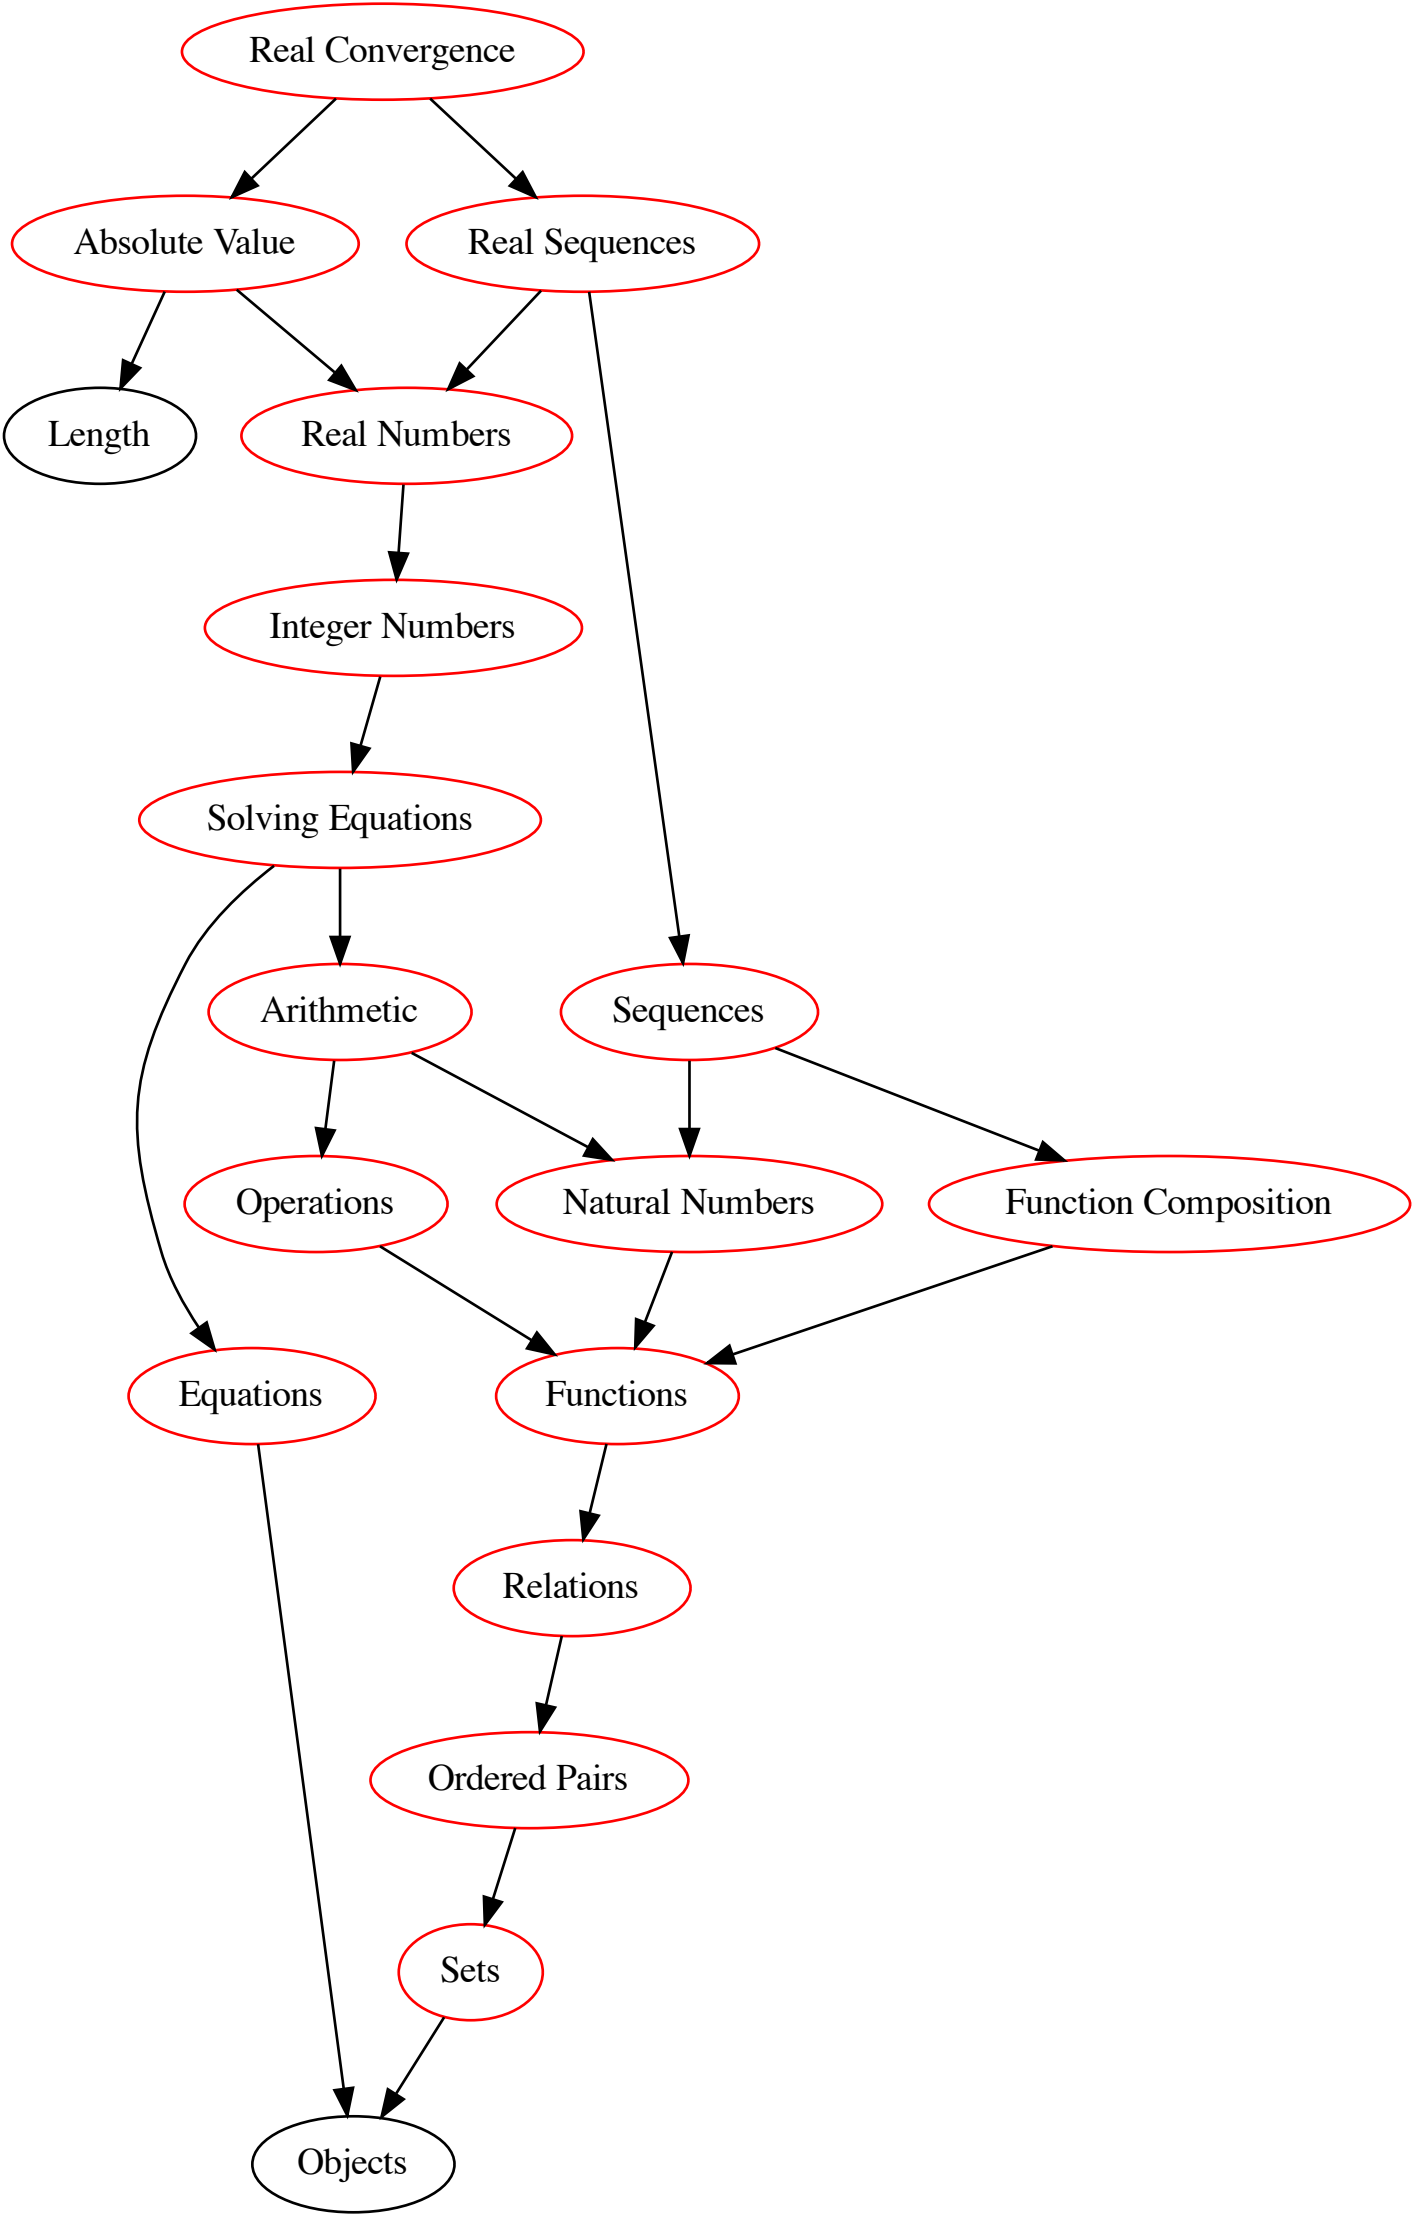 Real Convergence
Absolute Value
Real Sequences
Length
Real Numbers
Integer Numbers
Solving Equations
Arithmetic
Sequences
Operations
Natural Numbers
Function Composition
Equations
Functions
Relations
Ordered Pairs
Sets
Objects